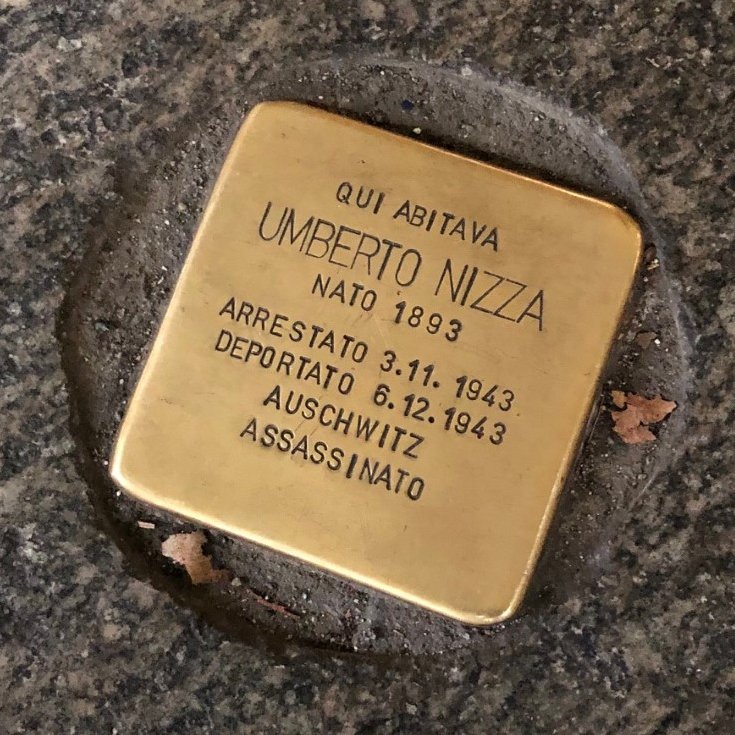 QUI ABITAVA
UMBERTO NIZZA
NATO 1893
ARRESTATO 3.11.1943
DEPORTATO 6.12.1943
AUSCHWITZ
ASSASSINATO